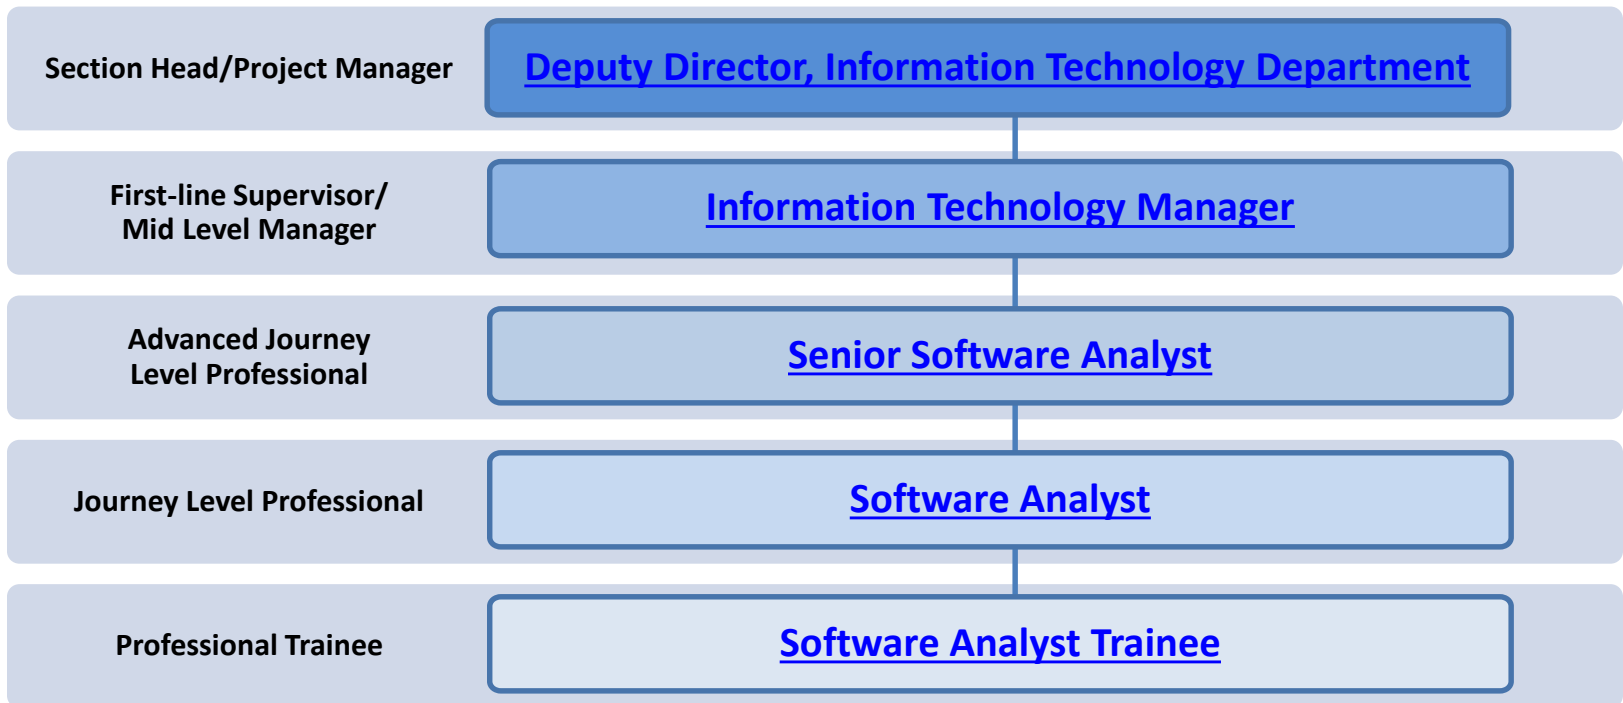 Section Head/Project Manager
Deputy Director, Information Technology Department
First-line Supervisor/
Mid Level Manager
Information Technology Manager
Advanced Journey
Level Professional
Senior Software Analyst
Journey Level Professional
Software Analyst
Professional Trainee
Software Analyst Trainee